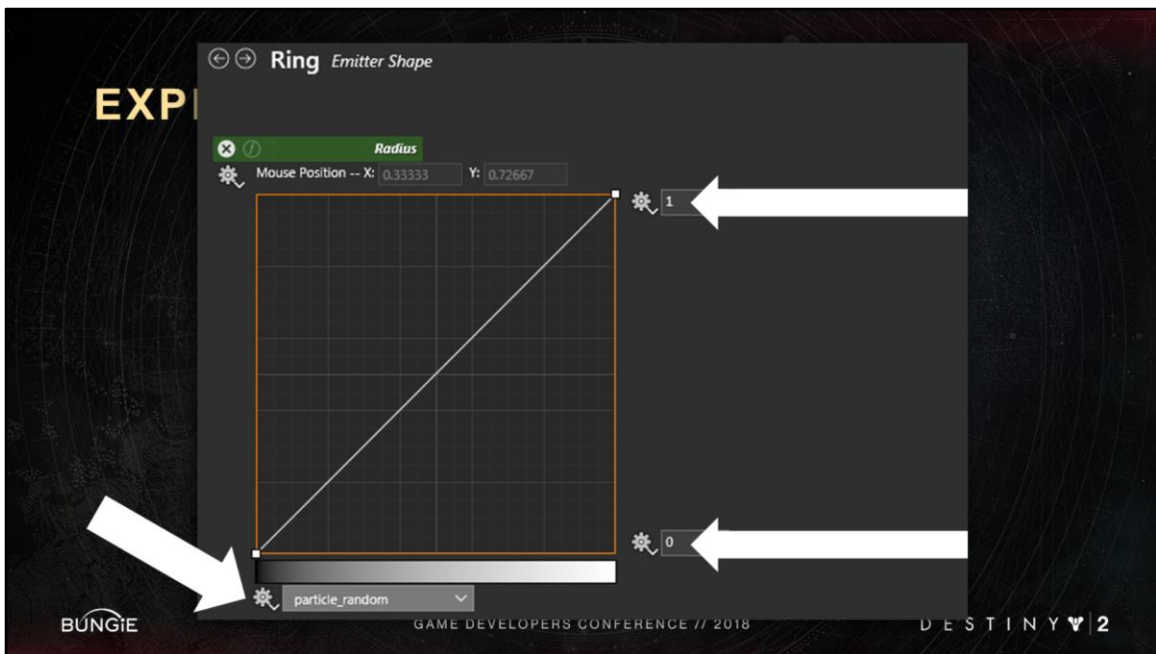 Ring Emitter Shape
EXP
Radius
Mouse Position -- X: 0.33333 Y: 0.72667
1
0
particle_random
BUNGiE
GAME DEVELOPERS CONFERENCE // 2018
DESTINY 2